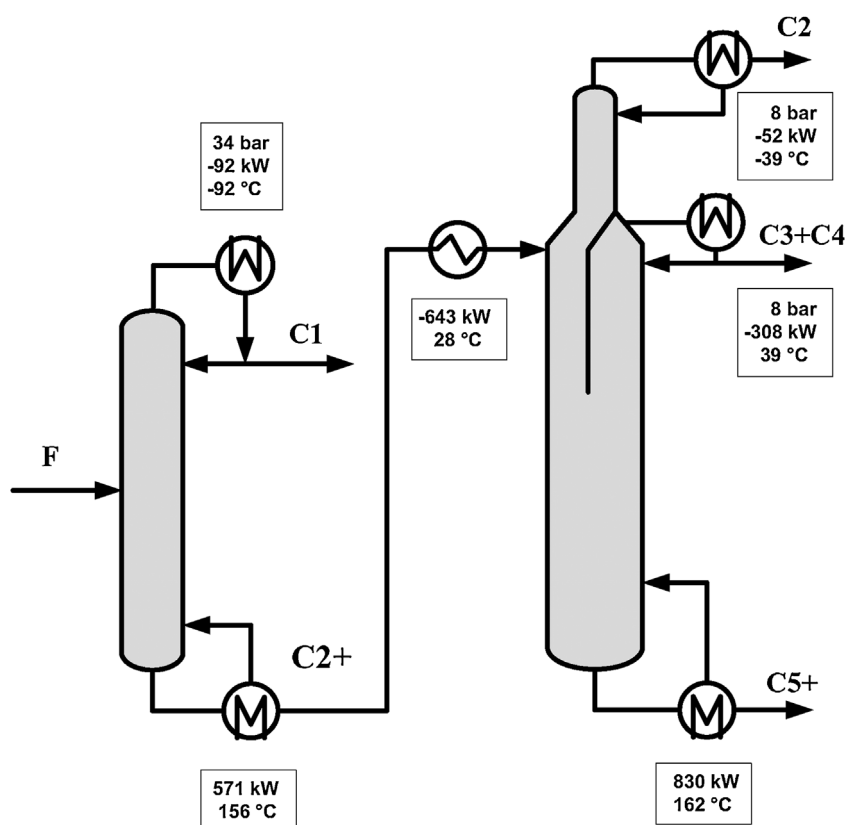 C2
8 bar
-52 kW
-39 °C
34 bar
-92 kW
-92 °C
C3+C4
-643 kW
28 °C
8 bar
-308 kW
39 °C
C1
F
C2+
C5+
571 kW
156 °C
830 kW
162 °C